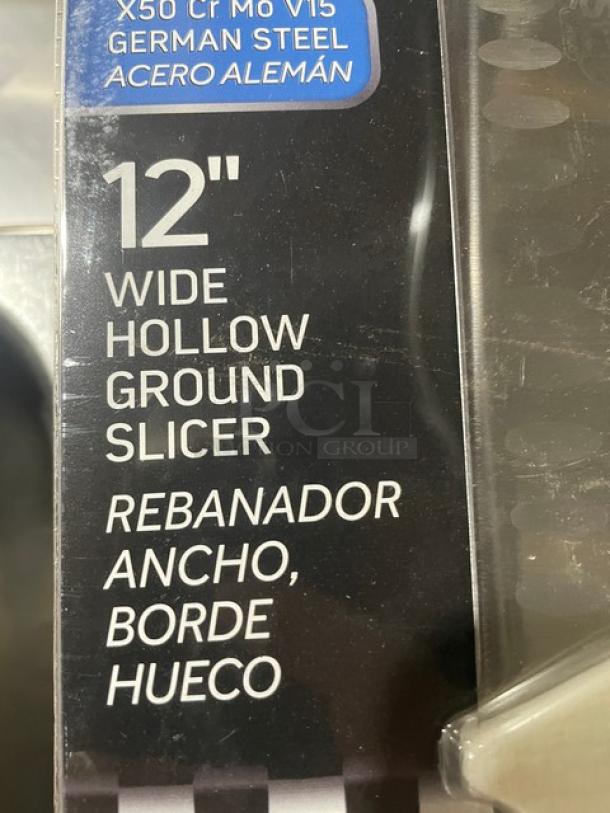 X50 Cr Mo V15
GERMAN STEEL
ACERO ALEMÁN
12"
WIDE
HOLLOW
GROUND
SLICER
REBANADOR
ANCHO,
BORDE
HUECO
PCI
GROUP